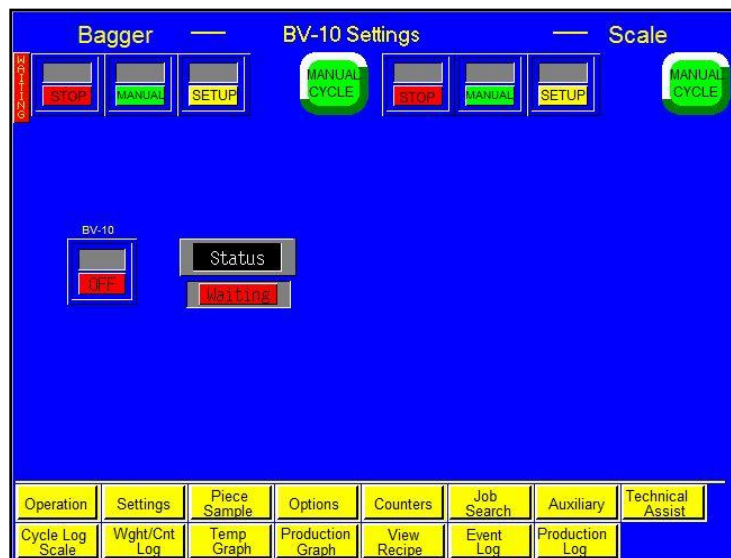 Bagger — BV-10 Settings — Scale
WAITING
STOP MANUAL SETUP MANUAL CYCLE STOP MANUAL SETUP MANUAL CYCLE
BV-10
OFF
Status
Waiting
Operation Settings Piece Sample Options Counters Job Search Auxiliary Technical Assist
Cycle Log Scale Wght/Cnt Log Temp Graph Production Graph View Recipe Event Log Production Log